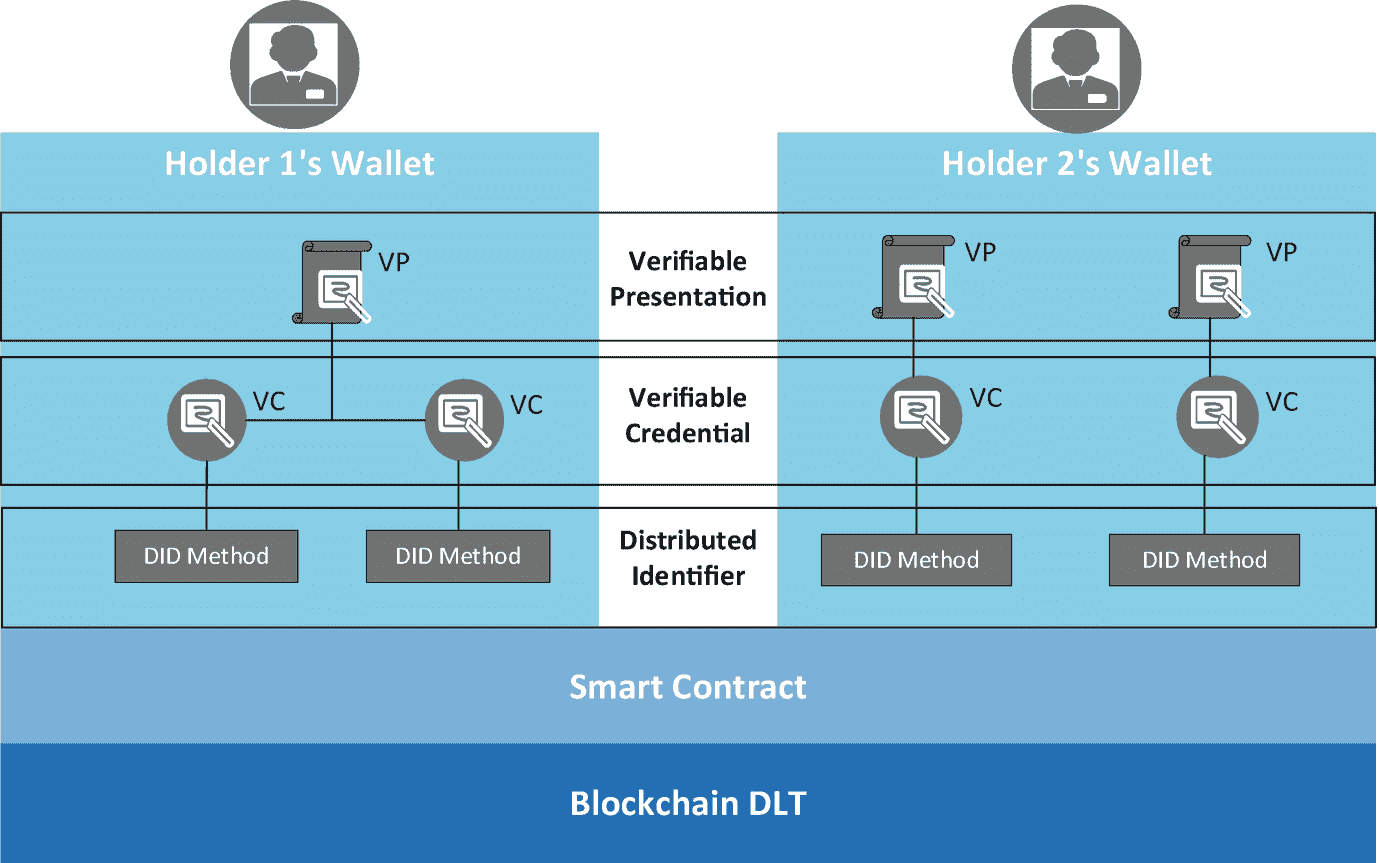 Holder 1's Wallet
Holder 2's Wallet
VP
Verifiable
Presentation
VP
VP
VC
VC
Verifiable
Credential
VC
VC
DID Method
DID Method
Distributed
Identifier
DID Method
DID Method
Smart Contract
Blockchain DLT